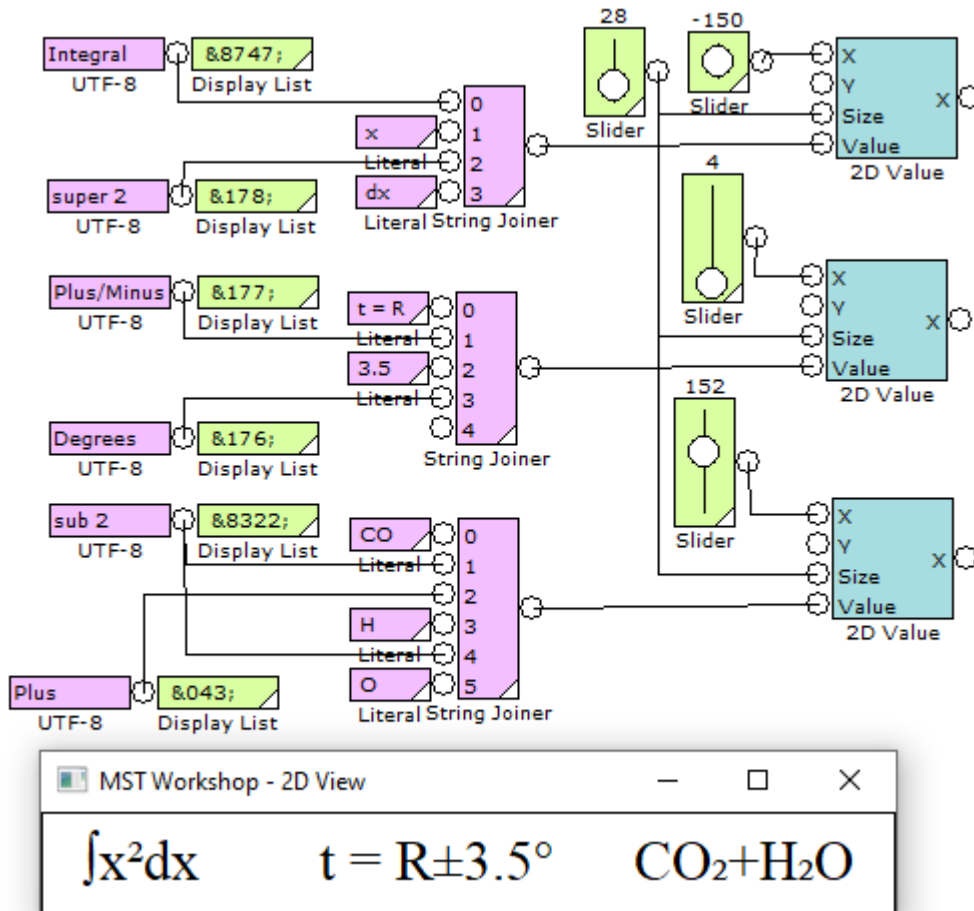 28
-150
Integral
&8747;
X
UTF-8
Display List
0
Y
x
1
Slider
Slider
Size
X
Literal
2
Value
4
super 2
&178;
dx
3
2D Value
UTF-8
Display List
Literal
String Joiner
Plus/Minus
&177;
t = R
0
X
UTF-8
Display List
Literal
1
Slider
Y
X
3.5
2
Size
Literal
3
152
Value
Degrees
&176;
4
2D Value
UTF-8
Display List
String Joiner
sub 2
&8322;
CO
0
X
UTF-8
Display List
Literal
1
Slider
Y
X
2
Size
H
3
Value
Literal
4
2D Value
Plus
&043;
O
5
UTF-8
Display List
Literal
String Joiner
MST Workshop - 2D View
∫x²dx
t = R±3.5°
CO₂+H₂O